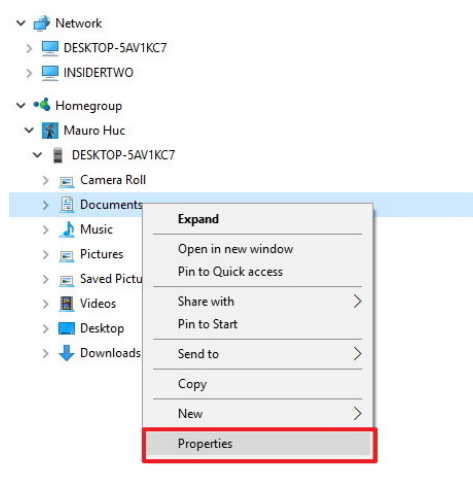 Network
DESKTOP-5AV1KC7
INSIDERTWO
Homegroup
Mauro Huc
DESKTOP-5AV1KC7
Camera Roll
Documents
Music
Pictures
Saved Pictu
Videos
Desktop
Downloads
Expand
Open in new window
Pin to Quick access
Share with
Pin to Start
Send to
Copy
New
Properties